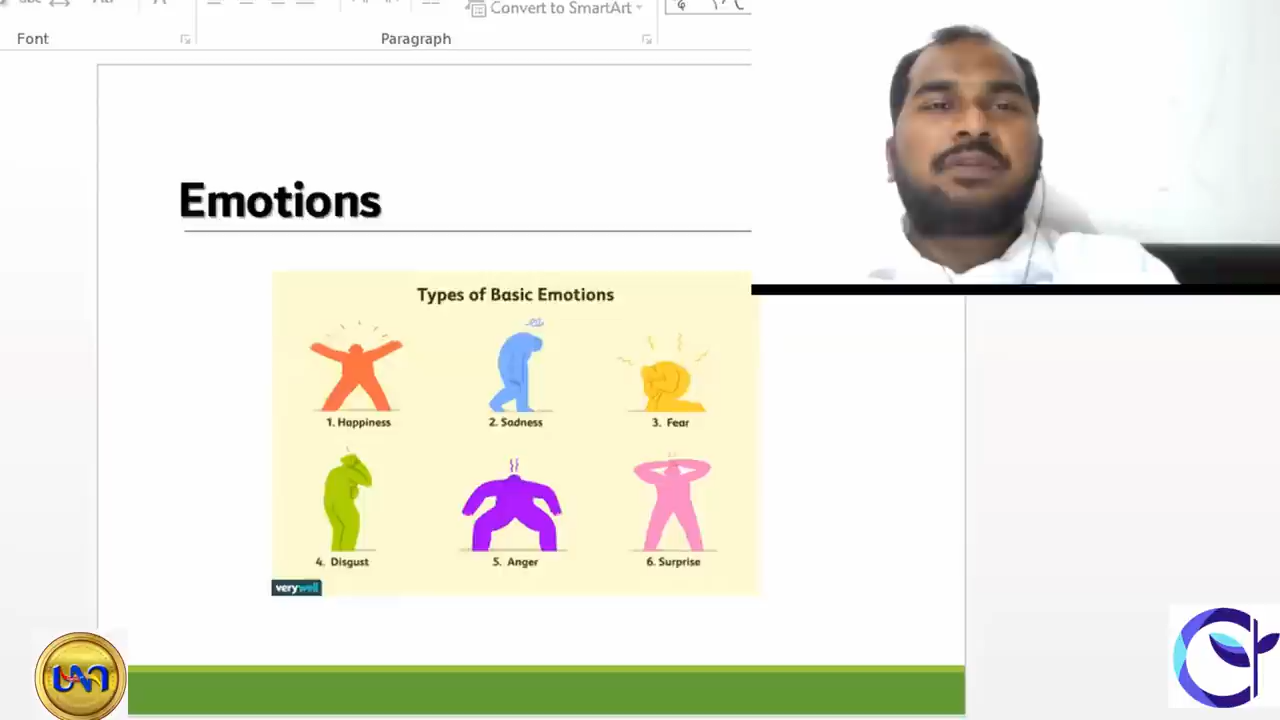 Convert to SmartArt
Font
Paragraph
Emotions
Types of Basic Emotions
1. Happiness
2. Sadness
3. Fear
4. Disgust
5. Anger
6. Surprise
verywell